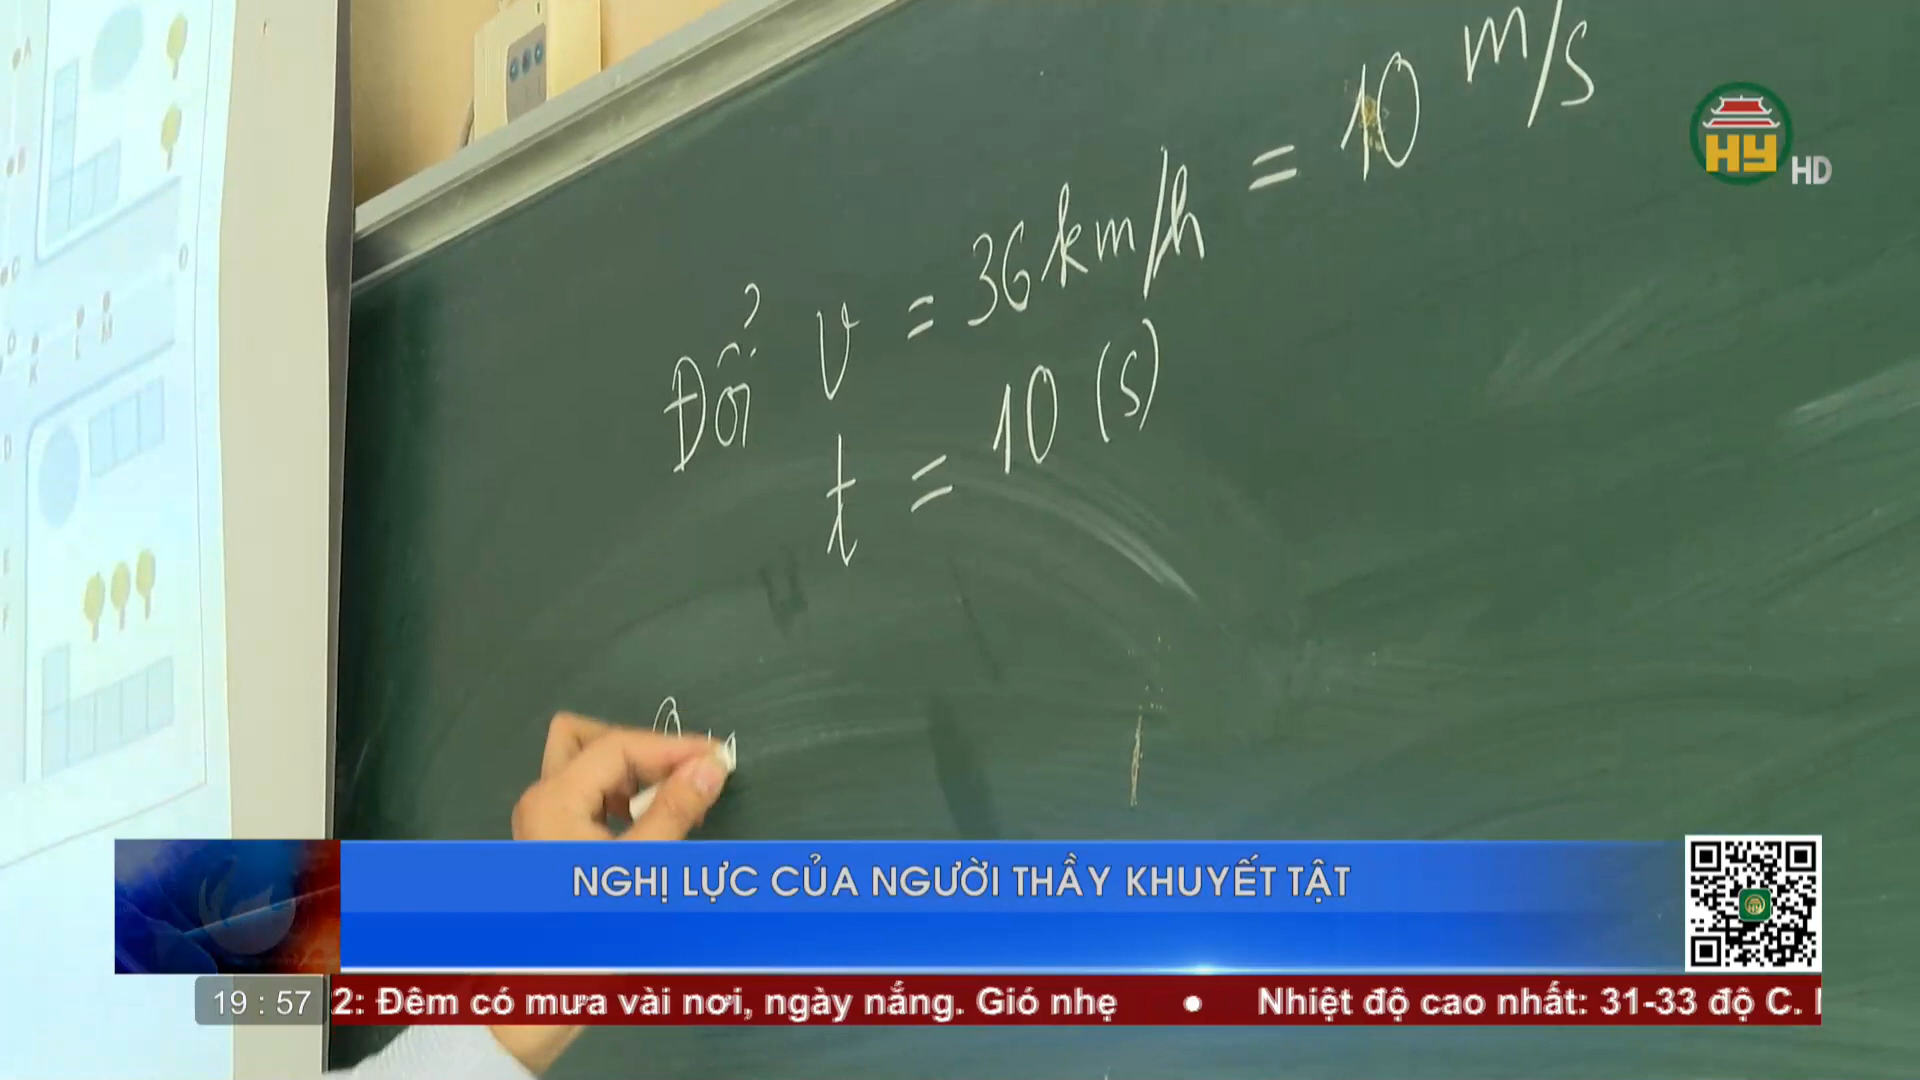 HY HD
Đổi v = 36 km/h = 10 m/s
t = 10 (s)
NGHỊ LỰC CỦA NGƯỜI THẦY KHUYẾT TẬT
19 : 57 2: Đêm có mưa vài nơi, ngày nắng. Gió nhẹ • Nhiệt độ cao nhất: 31-33 độ C.